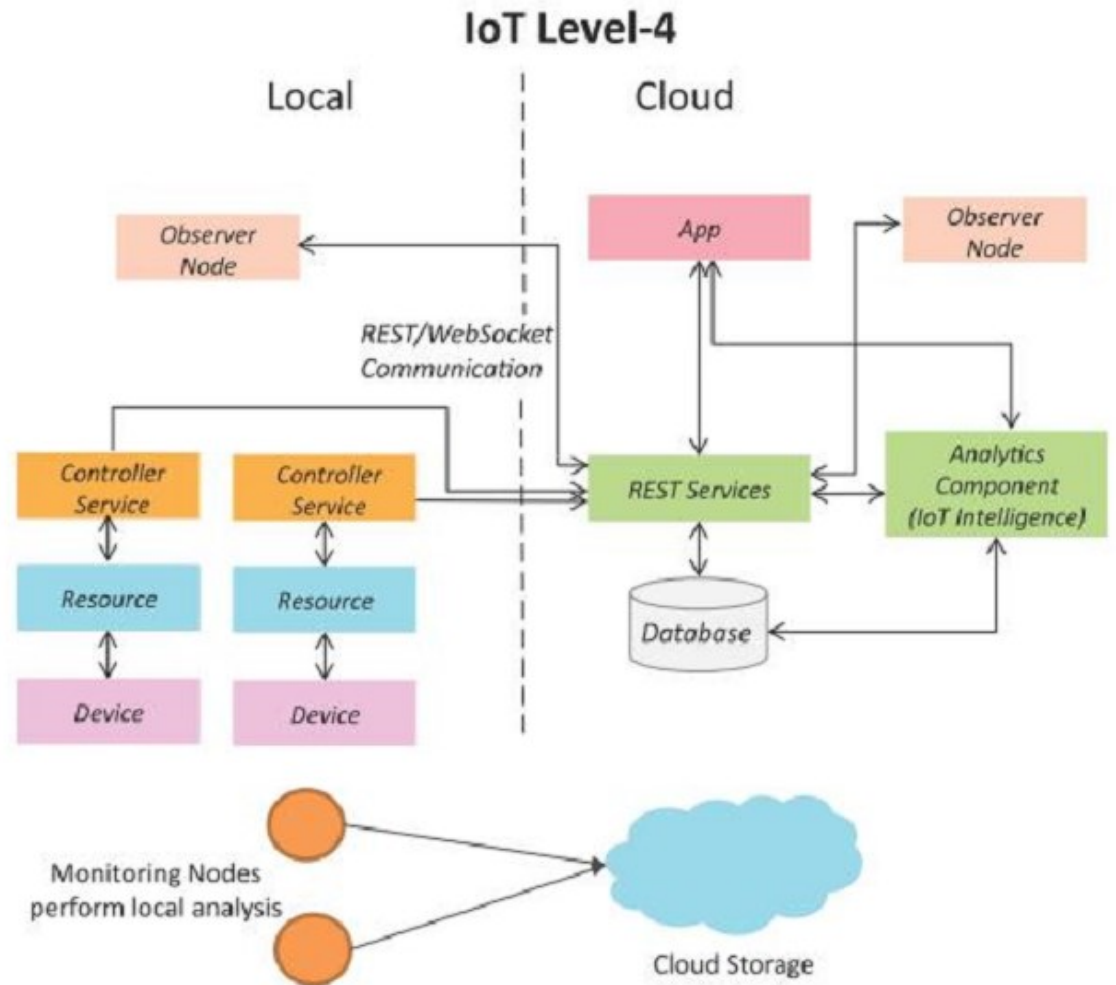 IoT Level-4
Local
Cloud
Observer
Node
App
Observer
Node
REST/WebSocket
Communication
Controller
Service
Controller
Service
REST Services
Analytics
Component
(IoT Intelligence)
Resource
Resource
Database
Device
Device
Monitoring Nodes
perform local analysis
Cloud Storage